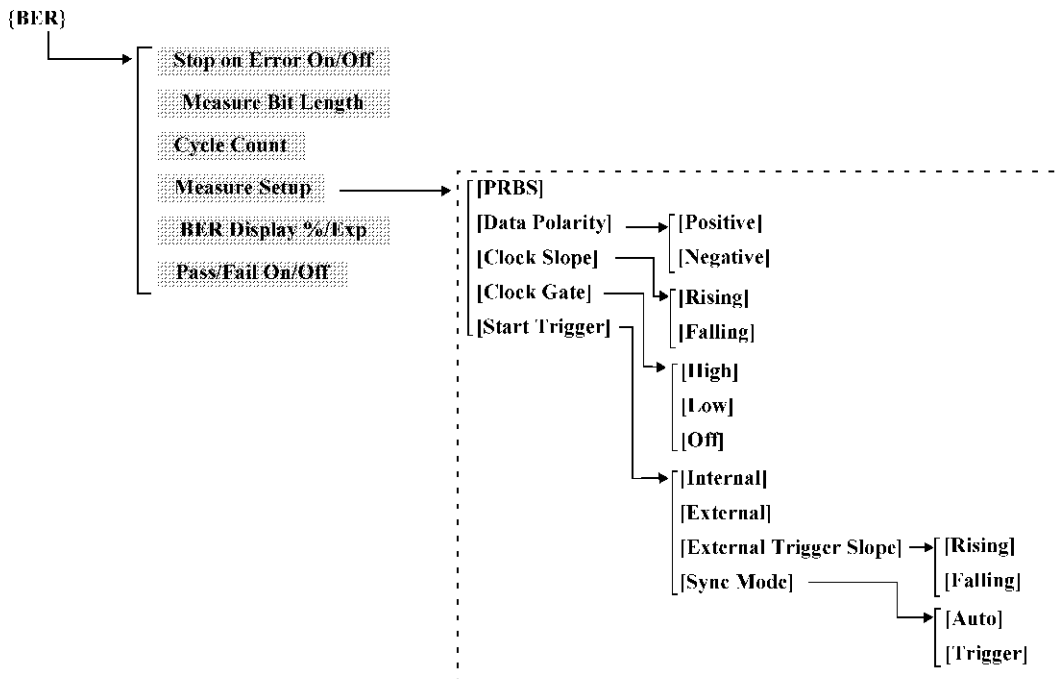 {BER}
Stop on Error On/Off
Measure Bit Length
Cycle Count
Measure Setup
BER Display %/Exp
Pass/Fail On/Off
[PRBS]
[Data Polarity]
[Clock Slope]
[Clock Gate]
[Start Trigger]
[Positive]
[Negative]
[Rising]
[Falling]
[High]
[Low]
[Off]
[Internal]
[External]
[External Trigger Slope]
[Sync Mode]
[Rising]
[Falling]
[Auto]
[Trigger]